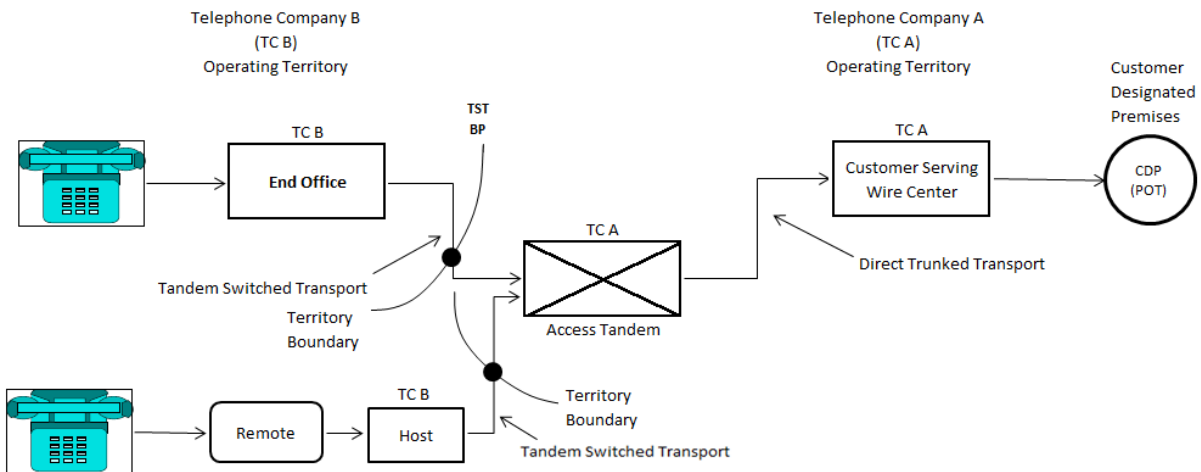 Telephone Company B
(TC B)
Operating Territory
Telephone Company A
(TC A)
Operating Territory
Customer
Designated
Premises
TST
BP
TC B
End Office
TC A
Customer Serving
Wire Center
CDP
(POT)
TC A
Access Tandem
Direct Trunked Transport
Tandem Switched Transport
Territory
Boundary
TC B
Remote
Host
Territory
Boundary
Tandem Switched Transport